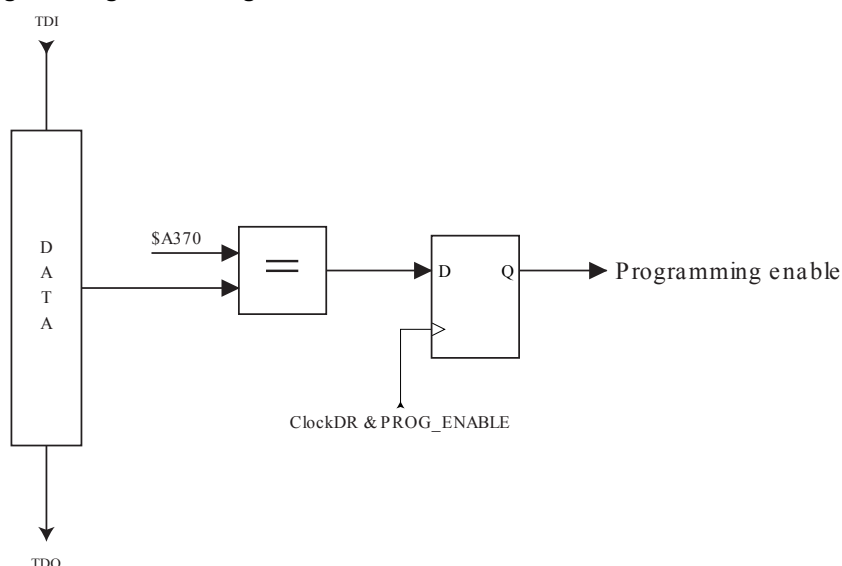 TDI
D
A
T
A
$A370
=
D
Q
Programming enable
ClockDR & PROG_ENABLE
TDO